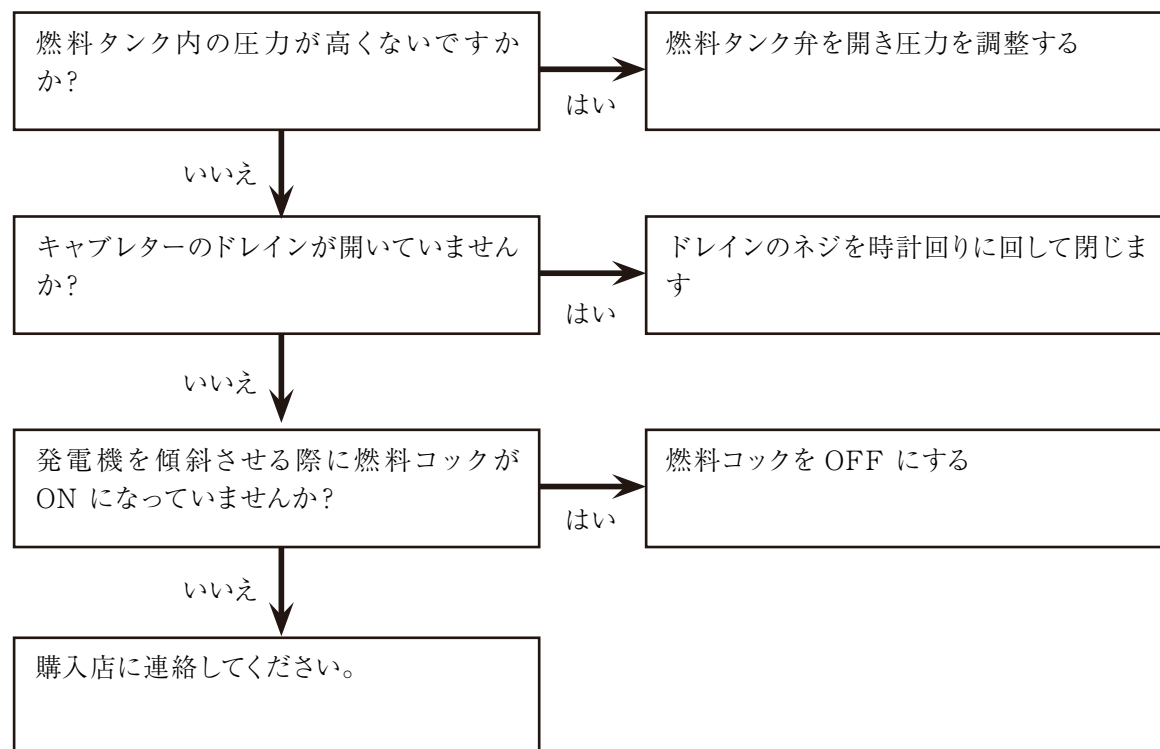 燃料タンク内の圧力が高くないですか
か？
燃料タンク弁を開き圧力を調整する
はい
いいえ
キャブレターのドレインが開いていません
か？
ドレインのネジを時計回りに回して閉じま
す
はい
いいえ
発電機を傾斜させる際に燃料コックが
ON になっていませんか？
燃料コックを OFF にする
はい
いいえ
購入店に連絡してください。